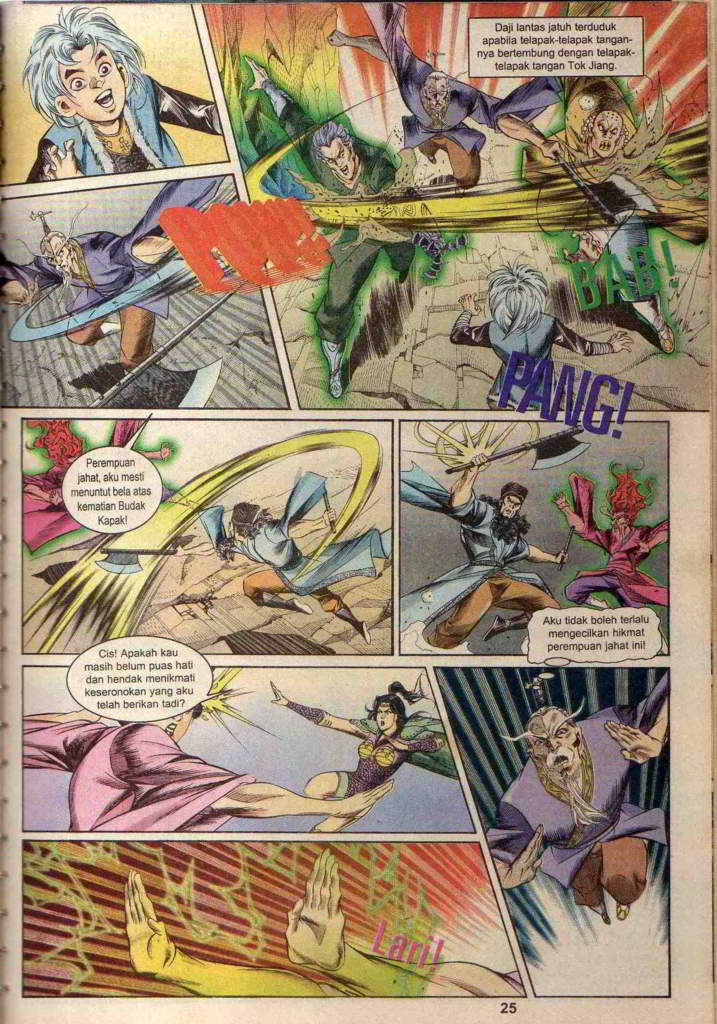 Daji lantas jatuh terduduk
apabila telapak-telapak tangan-
nya bertembung dengan telapak-
telapak tangan Tok Jiang.
BAB!
PANG!
Perempuan
jahat, aku mesti
menuntut bela atas
kematian Budak
Kapak!
Aku tidak boleh terlalu
mengecilkan hikmat
perempuan jahat ini!
Cis! Apakah kau
masih belum puas hati
dan hendak menikmati
keseronokan yang aku
telah berikan tadi?
Lari!
25